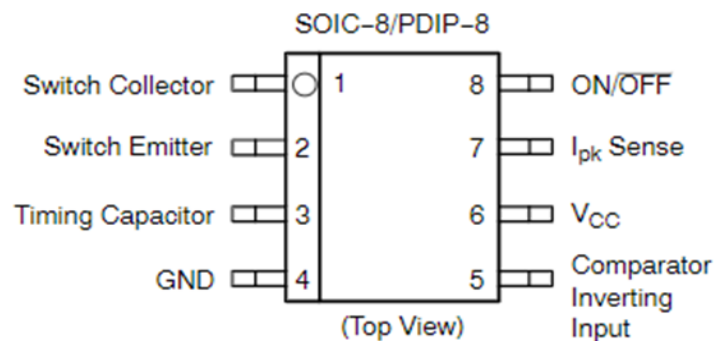 SOIC−8/PDIP−8
Switch Collector 1 8 ON/OFF
Switch Emitter 2 7 Ipk Sense
Timing Capacitor 3 6 VCC
GND 4 5 Comparator
Inverting
Input
(Top View)